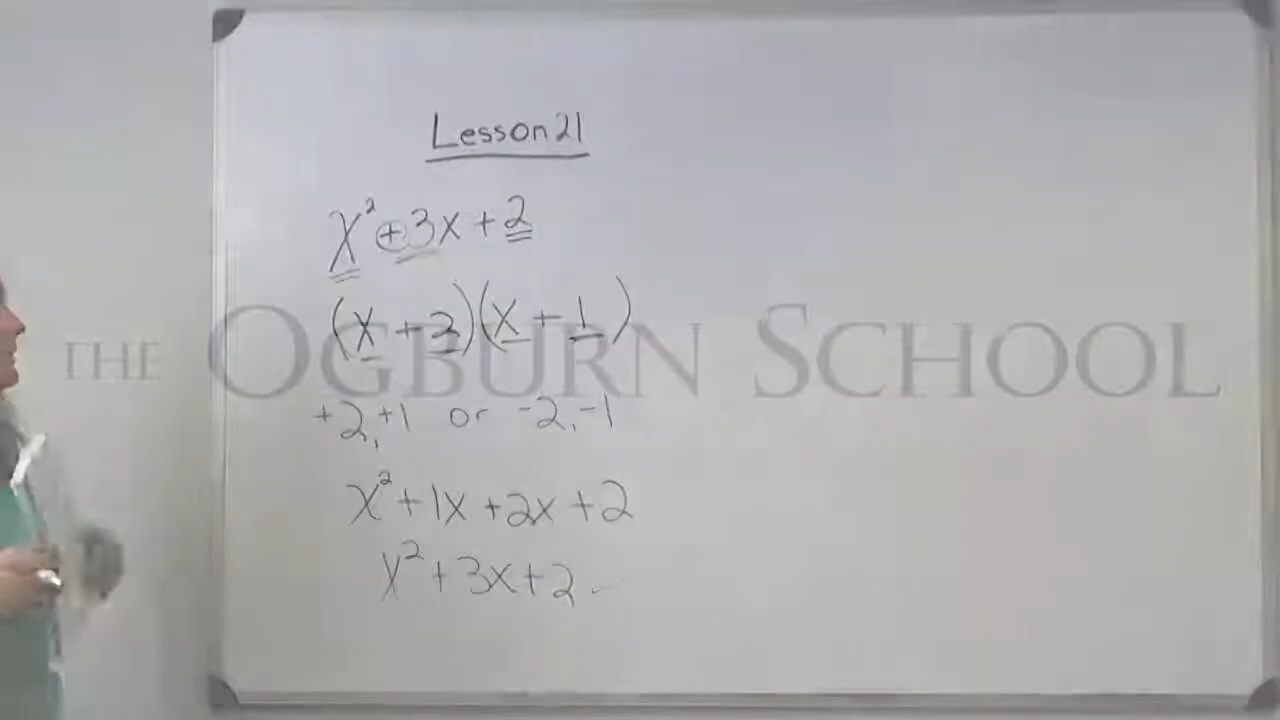 Lesson 21
x² + 3x + 2
(x + 2)(x + 1)
THE OGBURN SCHOOL
+2, +1 or -2, -1
x² + 1x + 2x + 2
x² + 3x + 2